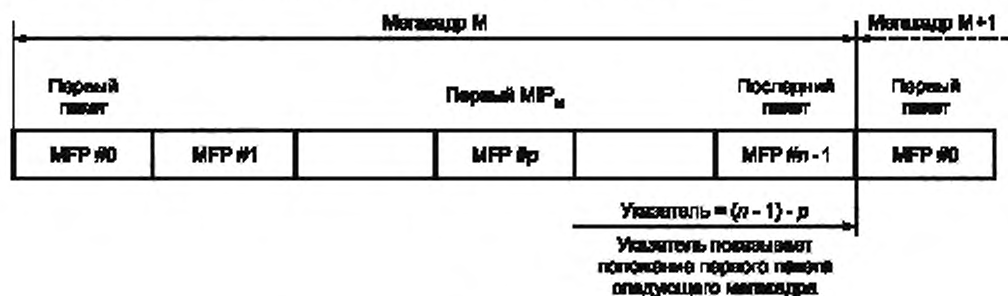 Мегакадр М
Мегакадр М+1
Первый
пакет
Первый MIPм
Последний
пакет
Первый
пакет
MFP #0
MFP #1
MFP #p
MFP #n - 1
MFP #0
Указатель = (n - 1) - p
Указатель показывает
положение первого пакета
следующего мегакадра